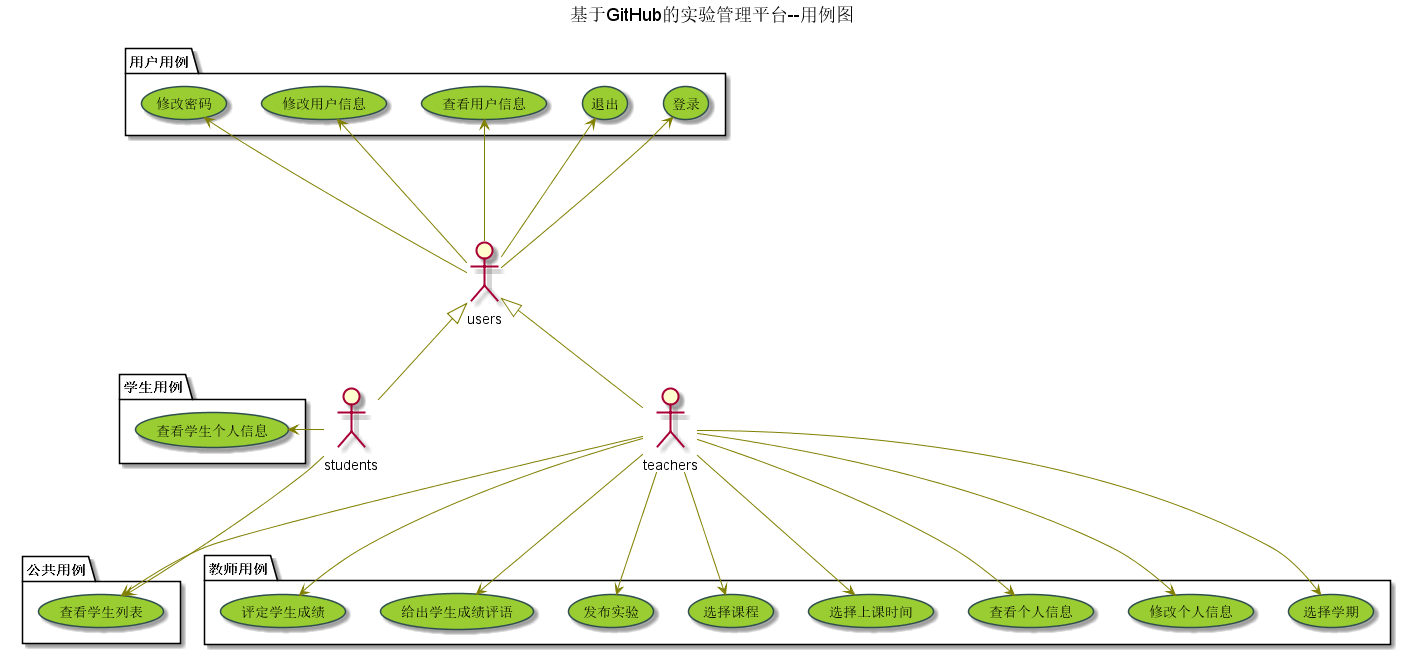 基于GitHub的实验管理平台--用例图
用户用例
修改密码
修改用户信息
查看用户信息
退出
登录
users
学生用例
查看学生个人信息
students
teachers
公共用例
查看学生列表
教师用例
评定学生成绩
给出学生成绩评语
发布实验
选择课程
选择上课时间
查看个人信息
修改个人信息
选择学期